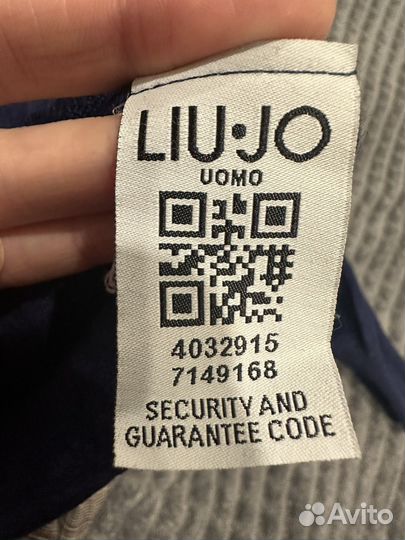 LIU·JO
UOMO
4032915
7149168
SECURITY AND
GUARANTEE CODE
Avito